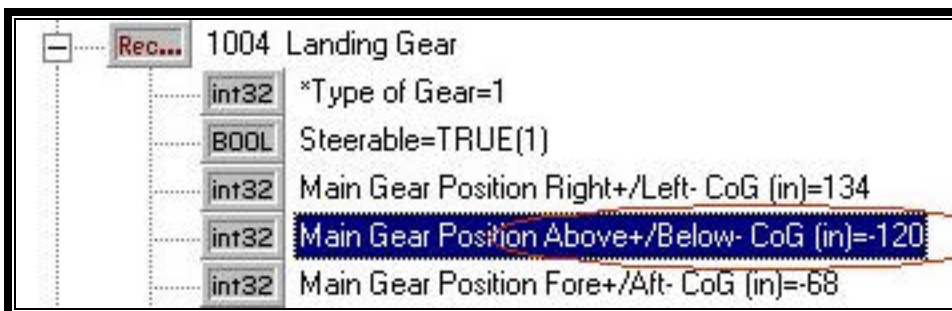 Rec... 1004 Landing Gear
int32 *Type of Gear=1
BOOL Steerable=TRUE(1)
int32 Main Gear Position Right+/Left- CoG (in)=134
int32 Main Gear Position Above+/Below- CoG (in)=-120
int32 Main Gear Position Fore+/Aft- CoG (in)=-68